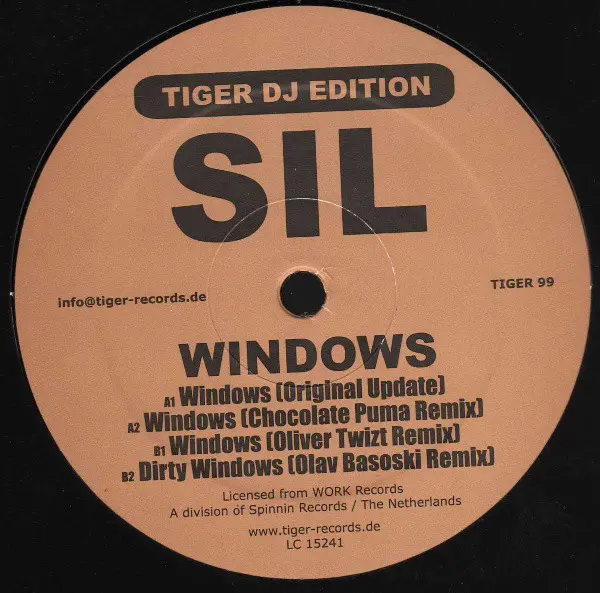 TIGER DJ EDITION
SIL
info@tiger-records.de
TIGER 99
WINDOWS
A1 Windows (Original Update)
A2 Windows (Chocolate Puma Remix)
B1 Windows (Oliver Twizt Remix)
B2 Dirty Windows (Olav Basoski Remix)
Licensed from WORK Records
A division of Spinnin Records / The Netherlands
www.tiger-records.de
LC 15241